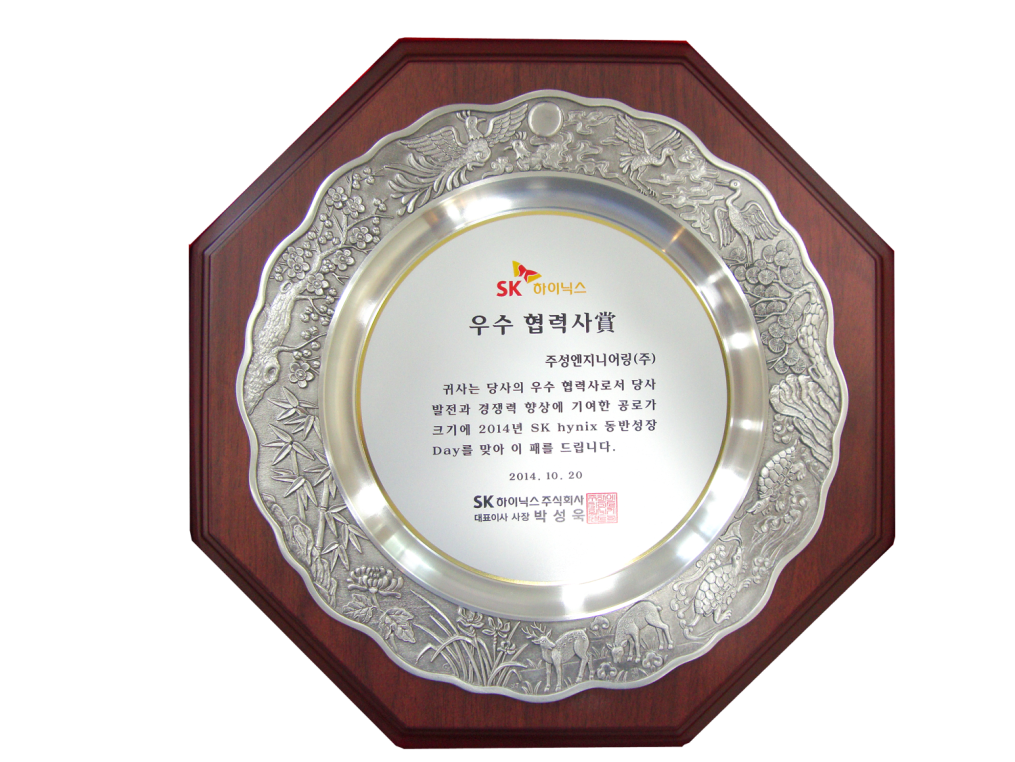 SK 하이닉스
우수 협력사賞
주성엔지니어링(주)
귀사는 당사의 우수 협력사로서 당사
발전과 경쟁력 향상에 기여한 공로가
크기에 2014년 SK hynix 동반성장
Day를 맞아 이 패를 드립니다.
2014. 10. 20
SK 하이닉스 주식회사
대표이사 사장 박 성 욱